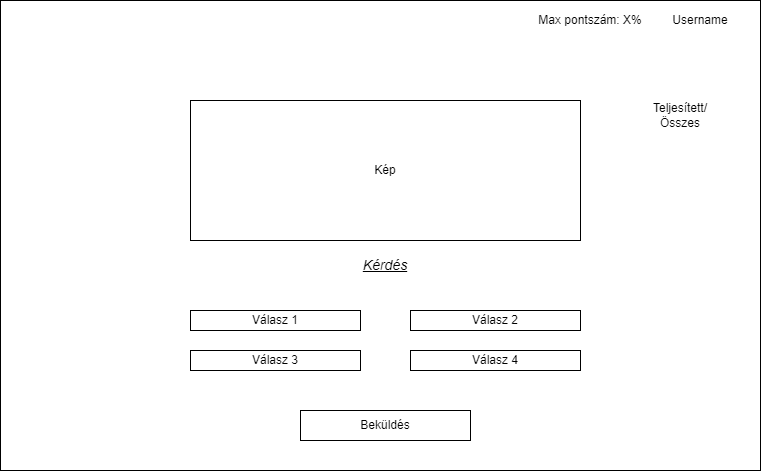 Max pontszám: X% Username
Teljesített/
Összes
Kép
Kérdés
Válasz 1 Válasz 2
Válasz 3 Válasz 4
Beküldés